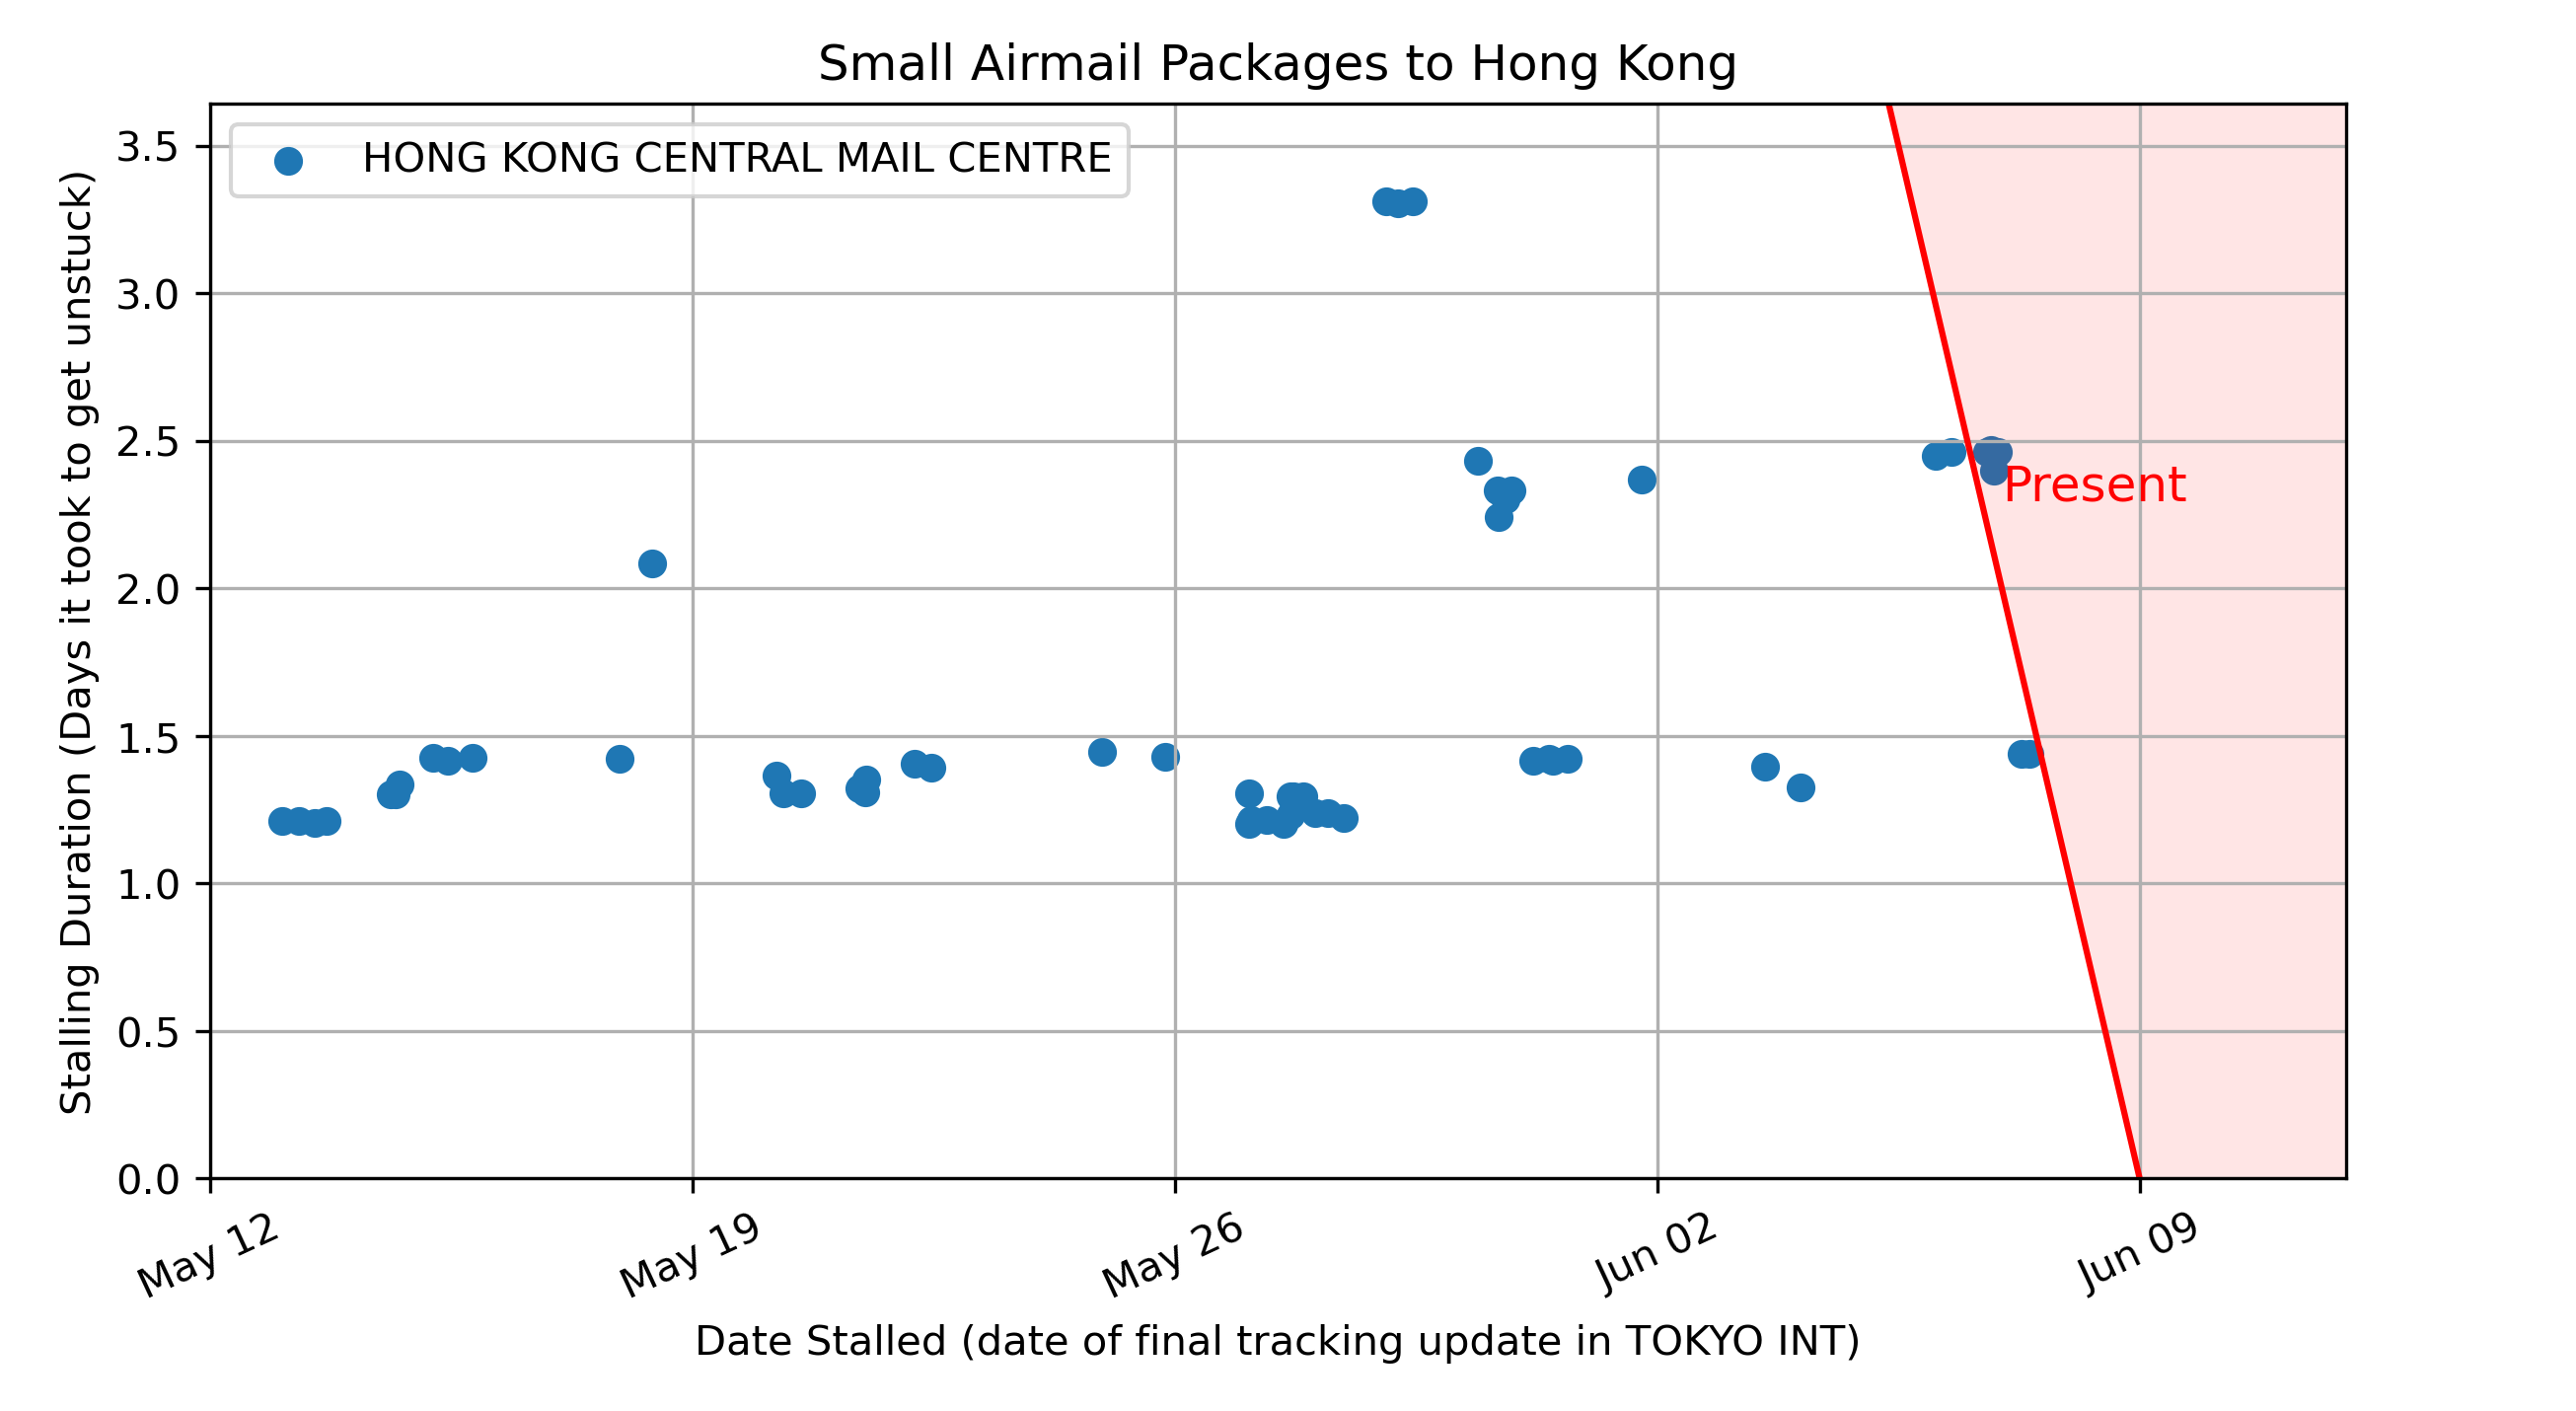 Small Airmail Packages to Hong Kong
HONG KONG CENTRAL MAIL CENTRE
Stalling Duration (Days it took to get unstuck)
3.5
3.0
2.5
2.0
1.5
1.0
0.5
0.0
Present
May 12
May 19
May 26
Jun 02
Jun 09
Date Stalled (date of final tracking update in TOKYO INT)